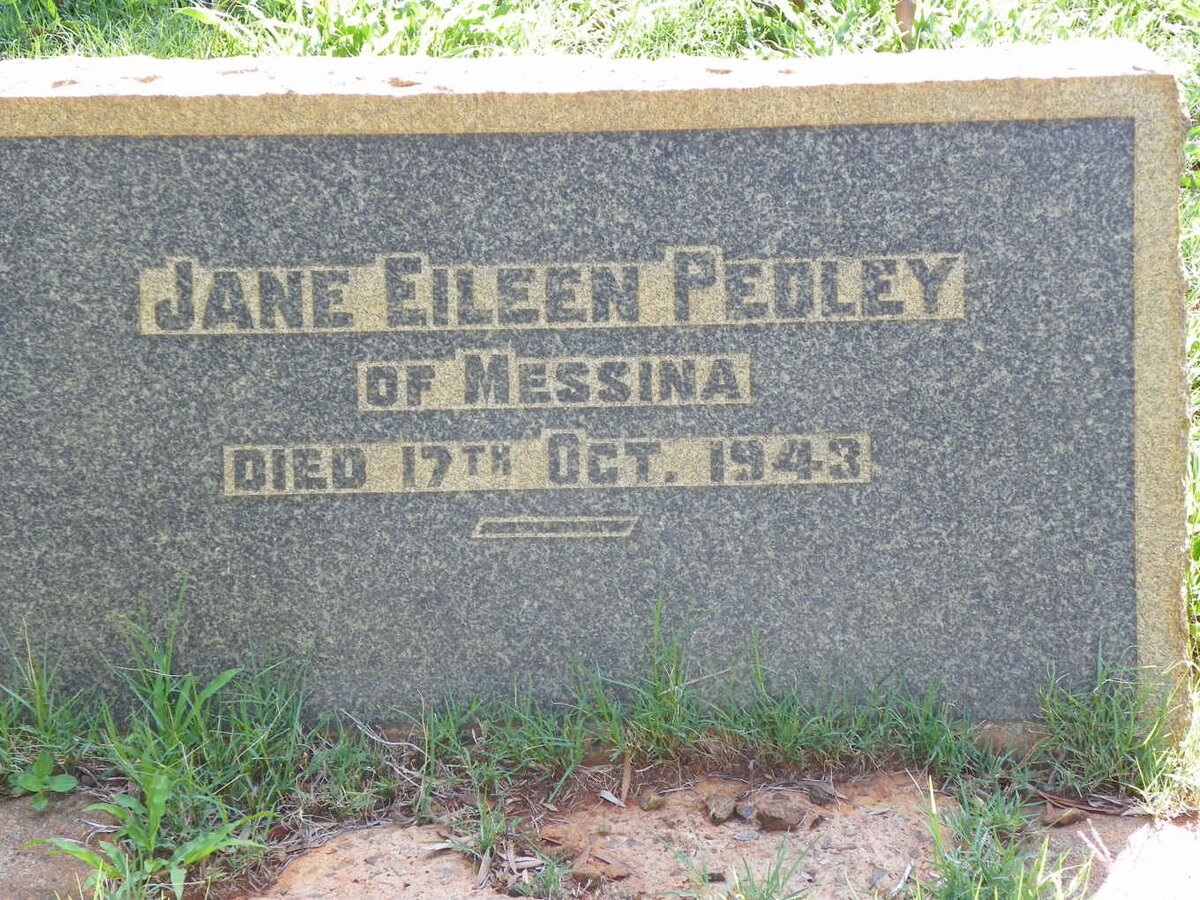 JANE EILEEN PEDLEY
OF MESSINA
DIED 17TH OCT. 1943